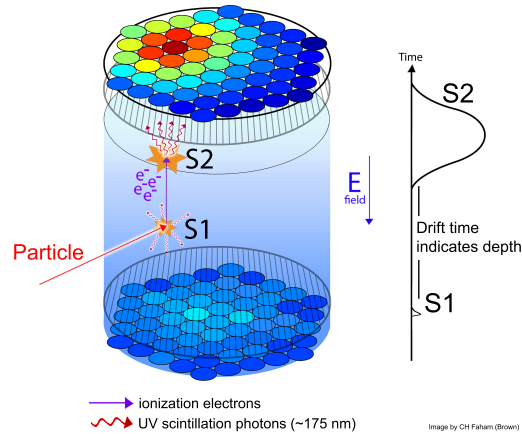 Time
S2
S2
e-
e-e-
e-
e-
E
field
Drift time
indicates depth
S1
Particle
S1
ionization electrons
UV scintillation photons (~175 nm)
Image by CH Faham (Brown)